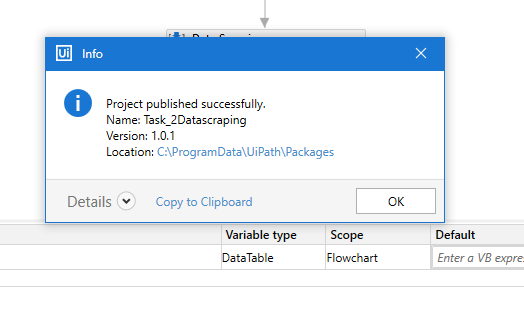 Ui Info
Project published successfully.
Name: Task_2Datascraping
Version: 1.0.1
Location: C:\ProgramData\UiPath\Packages
Details
Copy to Clipboard
OK
Variable type Scope Default
DataTable Flowchart Enter a VB expre